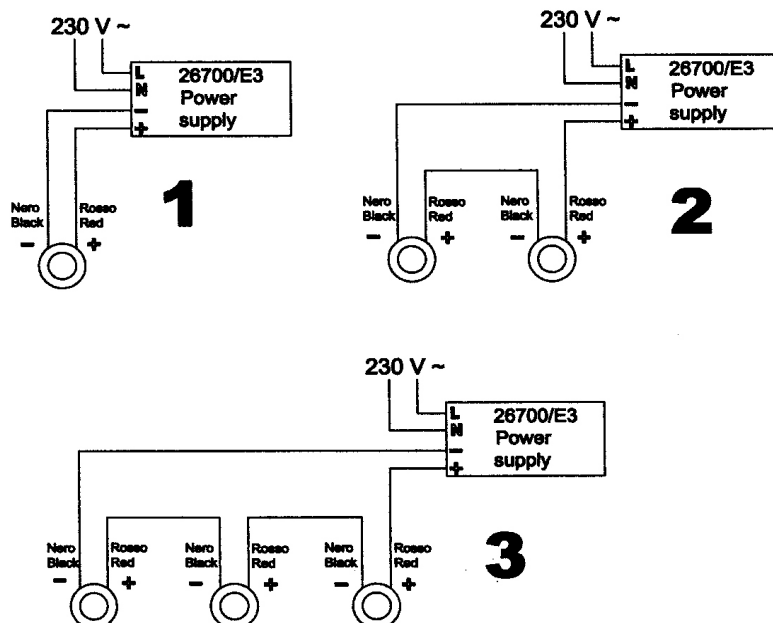 230 V ~
L
N
−
+
26700/E3
Power
supply
Nero
Black
−
Rosso
Red
+
1
230 V ~
L
N
−
+
26700/E3
Power
supply
Nero
Black
−
Rosso
Red
+
Nero
Black
−
Rosso
Red
+
2
230 V ~
L
N
−
+
26700/E3
Power
supply
Nero
Black
−
Rosso
Red
+
Nero
Black
−
Rosso
Red
+
Nero
Black
−
Rosso
Red
+
3